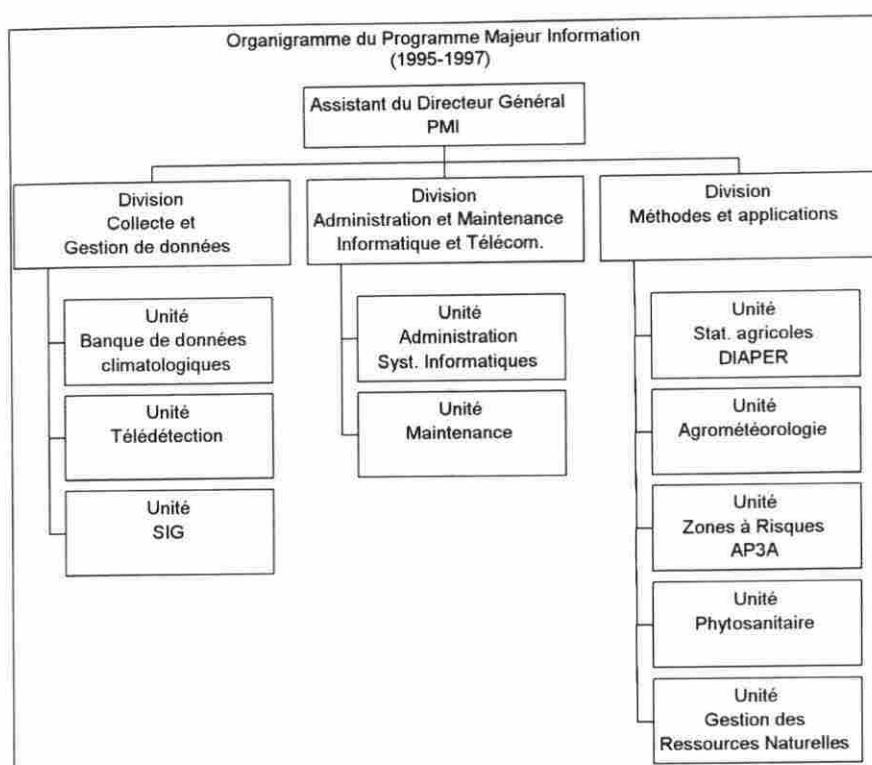 Organigramme du Programme Majeur Information
(1995-1997)
Assistant du Directeur Général
PMI
Division
Collecte et
Gestion de données
Division
Administration et Maintenance
Informatique et Télécom.
Division
Méthodes et applications
Unité
Banque de données
climatologiques
Unité
Télédétection
Unité
SIG
Unité
Administration
Syst. Informatiques
Unité
Maintenance
Unité
Stat. agricoles
DIAPER
Unité
Agrométéorologie
Unité
Zones à Risques
AP3A
Unité
Phytosanitaire
Unité
Gestion des
Ressources Naturelles